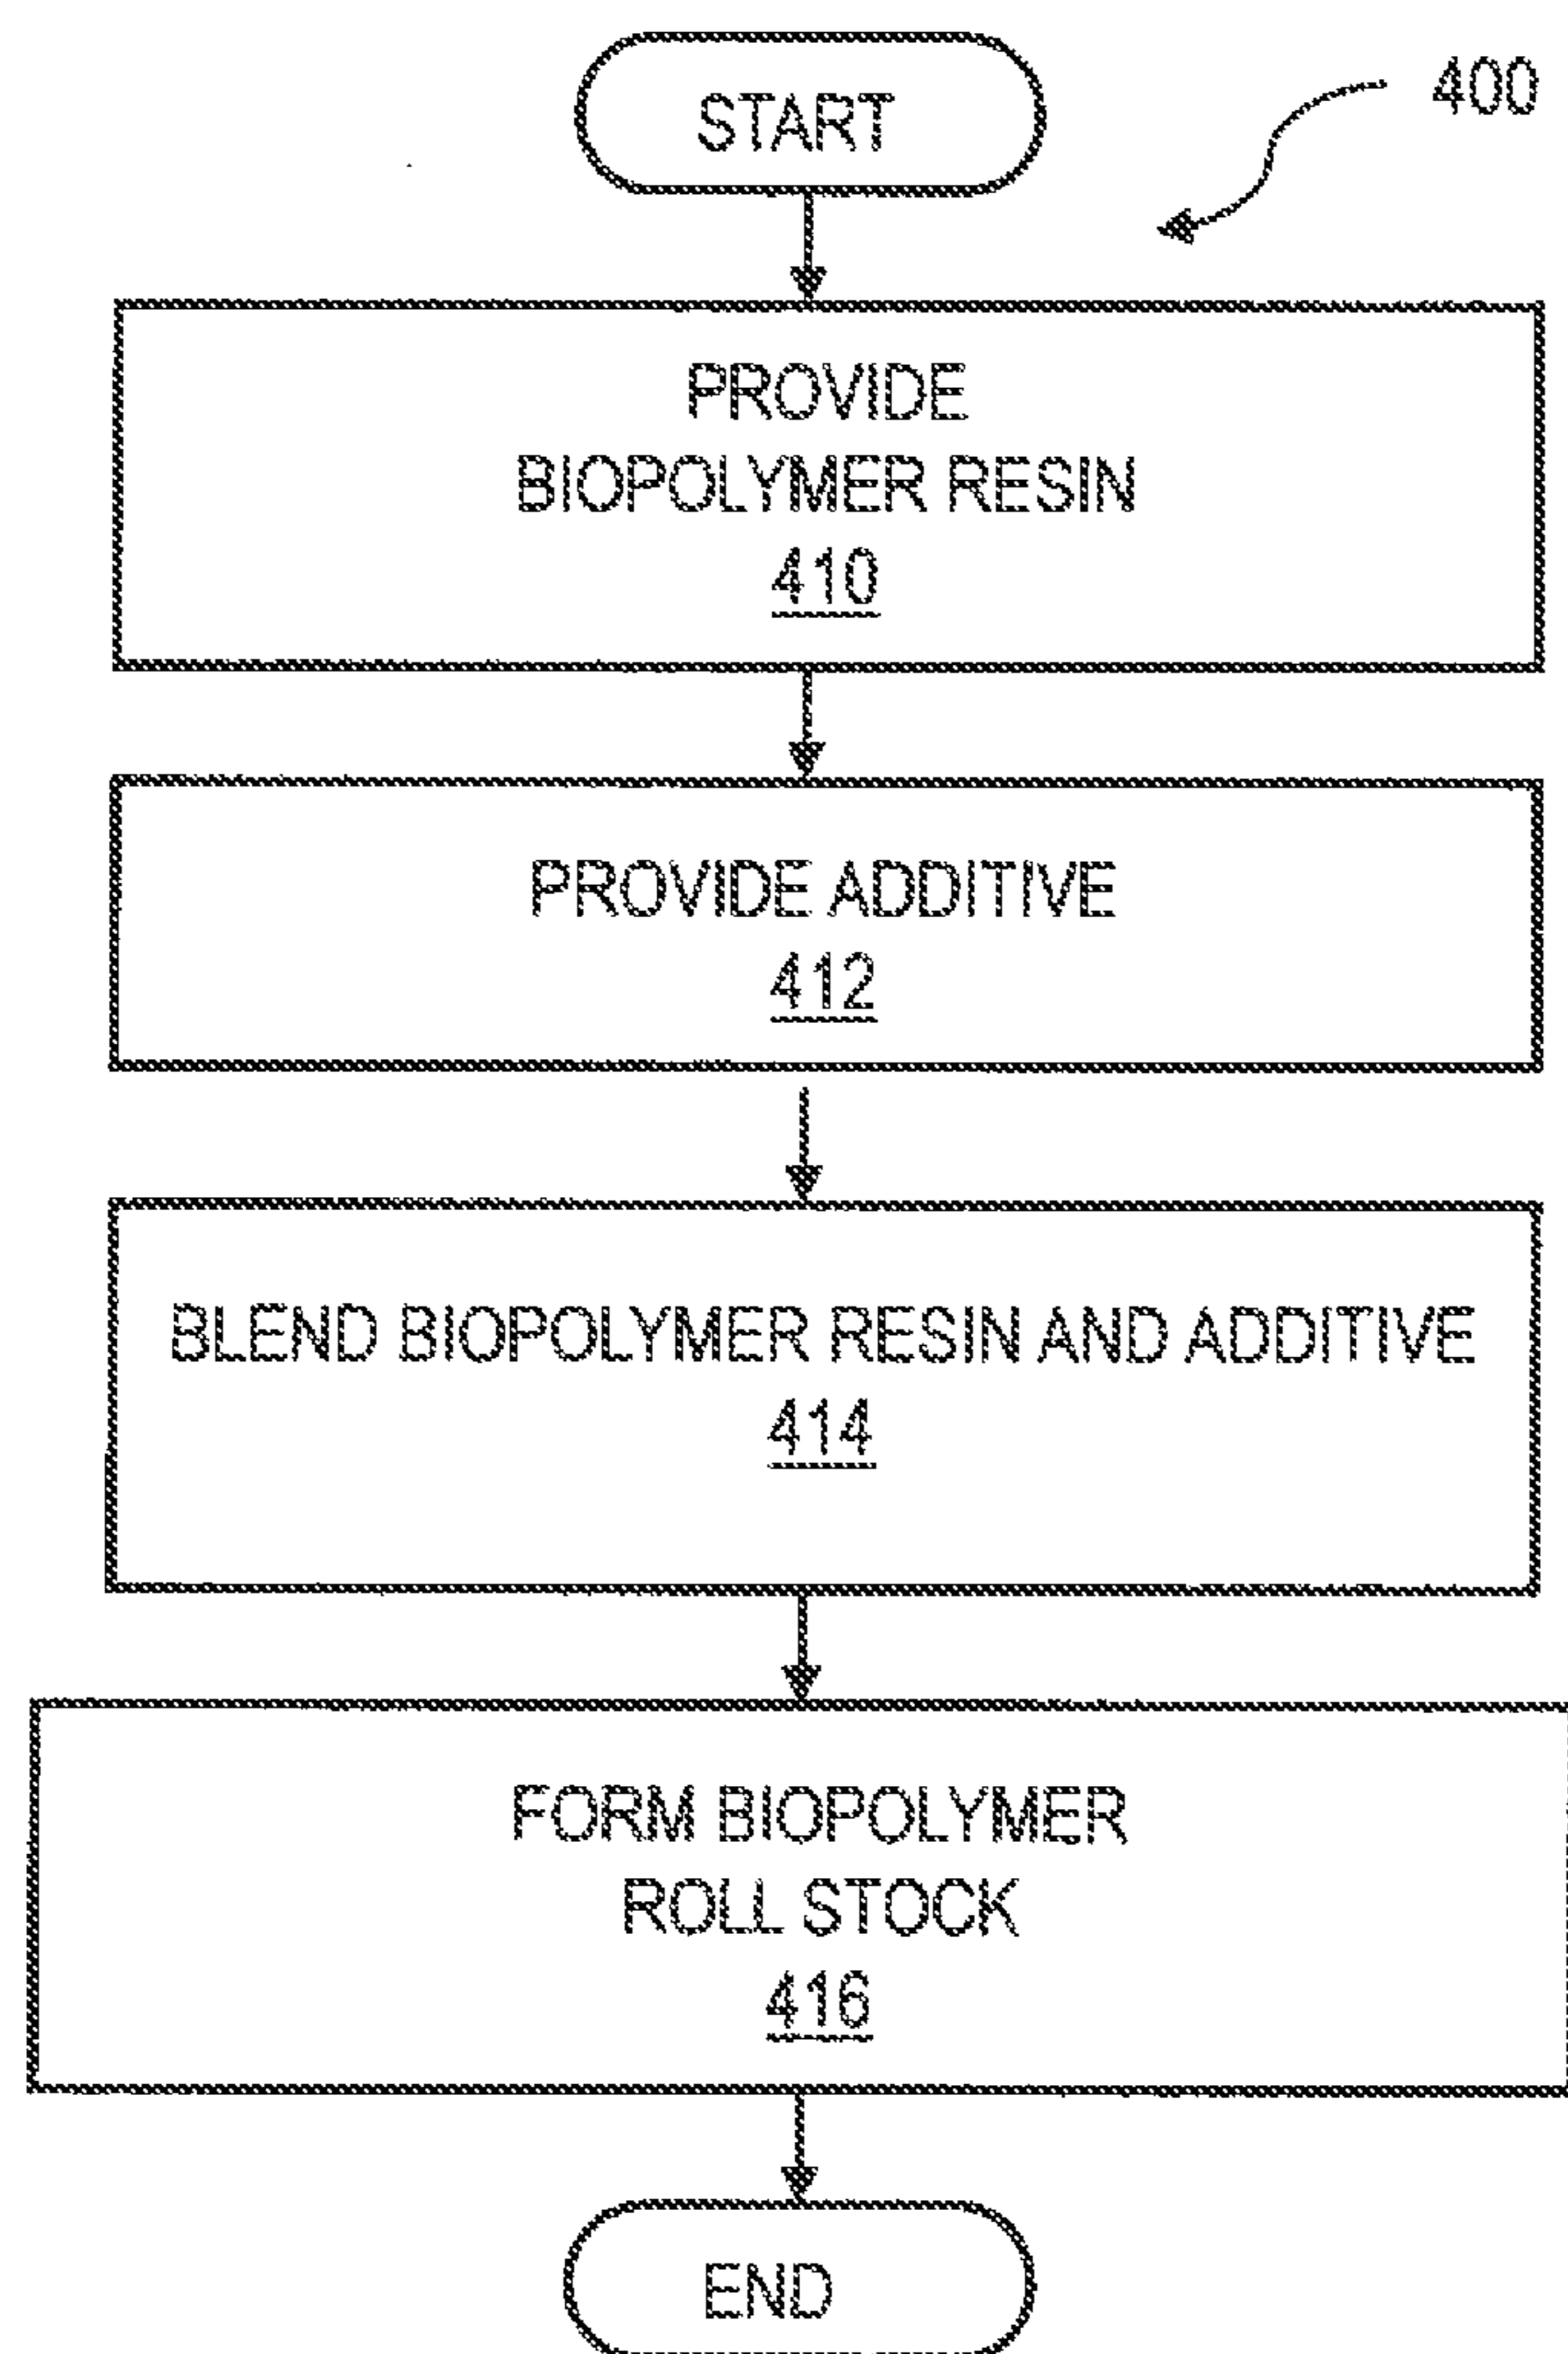 START
400
PROVIDE
BIOPOLYMER RESIN
410
PROVIDE ADDITIVE
412
BLEND BIOPOLYMER RESIN AND ADDITIVE
414
FORM BIOPOLYMER
ROLL STOCK
416
END